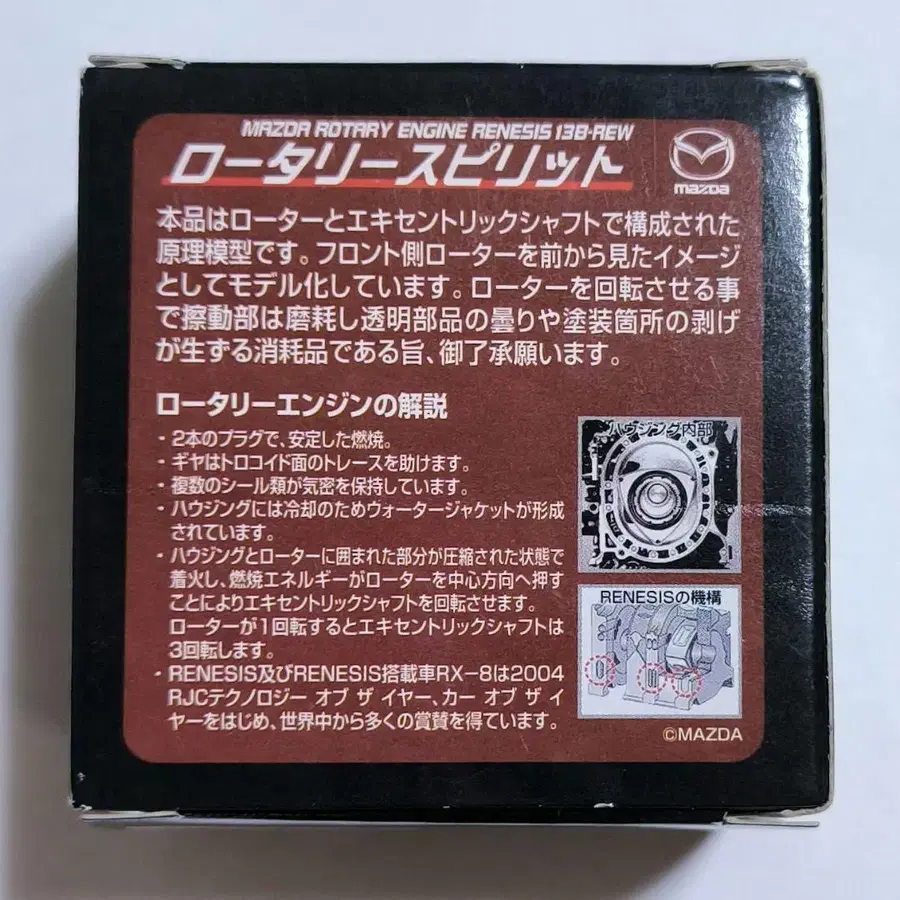 MAZDA ROTARY ENGINE RENESIS 13B-REW
ロータリースピリット
mazda
本品はローターとエキセントリックシャフトで構成された
原理模型です。フロント側ローターを前から見たイメージ
としてモデル化しています。ローターを回転させる事
で擦動部は磨耗し透明部品の曇りや塗装箇所の剥げ
が生ずる消耗品である旨、御了承願います。
ロータリーエンジンの解説
・2本のプラグで、安定した燃焼。
・ギヤはトロコイド面のトレースを助けます。
・複数のシール類が気密を保持しています。
・ハウジングには冷却のためウォータージャケットが形成
されています。
・ハウジングとローターに囲まれた部分が圧縮された状態で
着火し、燃焼エネルギーがローターを中心方向へ押す
ことによりエキセントリックシャフトを回転させます。
ローターが1回転するとエキセントリックシャフトは
3回転します。
・RENESIS及びRENESIS搭載車RX-8は2004
RJCテクノロジー オブ ザ イヤー、カー オブ ザ イ
ヤーをはじめ、世界中から多くの賞賛を得ています。
ハウジング内部
RENESISの機構
©MAZDA